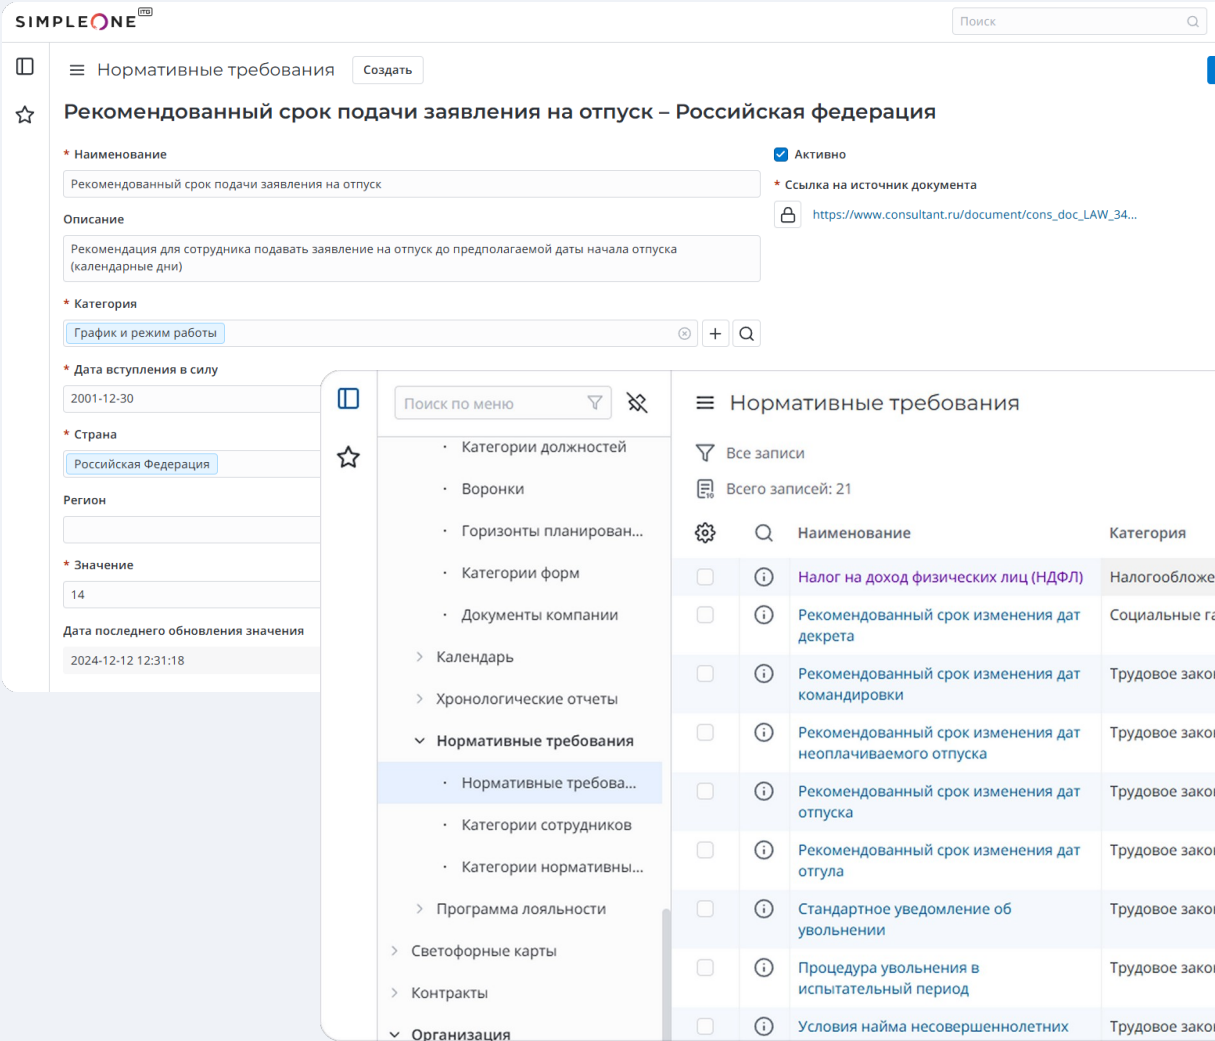 SIMPLEONE ITG
Поиск
Нормативные требования
Создать
Рекомендованный срок подачи заявления на отпуск – Российская федерация
* Наименование
Рекомендованный срок подачи заявления на отпуск
Описание
Рекомендация для сотрудника подавать заявление на отпуск до предполагаемой даты начала отпуска
(календарные дни)
* Категория
График и режим работы
* Дата вступления в силу
2001-12-30
* Страна
Российская Федерация
Регион
* Значение
14
Дата последнего обновления значения
2024-12-12 12:31:18
Активно
* Ссылка на источник документа
https://www.consultant.ru/document/cons_doc_LAW_34...
Поиск по меню
· Категории должностей
· Воронки
· Горизонты планирован...
· Категории форм
· Документы компании
Календарь
Хронологические отчеты
Нормативные требования
· Нормативные требова...
· Категории сотрудников
· Категории нормативны...
Программа лояльности
Светофорные карты
Контракты
Организация
Нормативные требования
Все записи
Всего записей: 21
Наименование
Категория
Налог на доход физических лиц (НДФЛ)
Налогообложе
Рекомендованный срок изменения дат
декрета
Социальные га
Рекомендованный срок изменения дат
командировки
Трудовое зако
Рекомендованный срок изменения дат
неоплачиваемого отпуска
Трудовое зако
Рекомендованный срок изменения дат
отпуска
Трудовое зако
Рекомендованный срок изменения дат
отгула
Трудовое зако
Стандартное уведомление об
увольнении
Трудовое зако
Процедура увольнения в
испытательный период
Трудовое зако
Условия найма несовершеннолетних
Трудовое зако